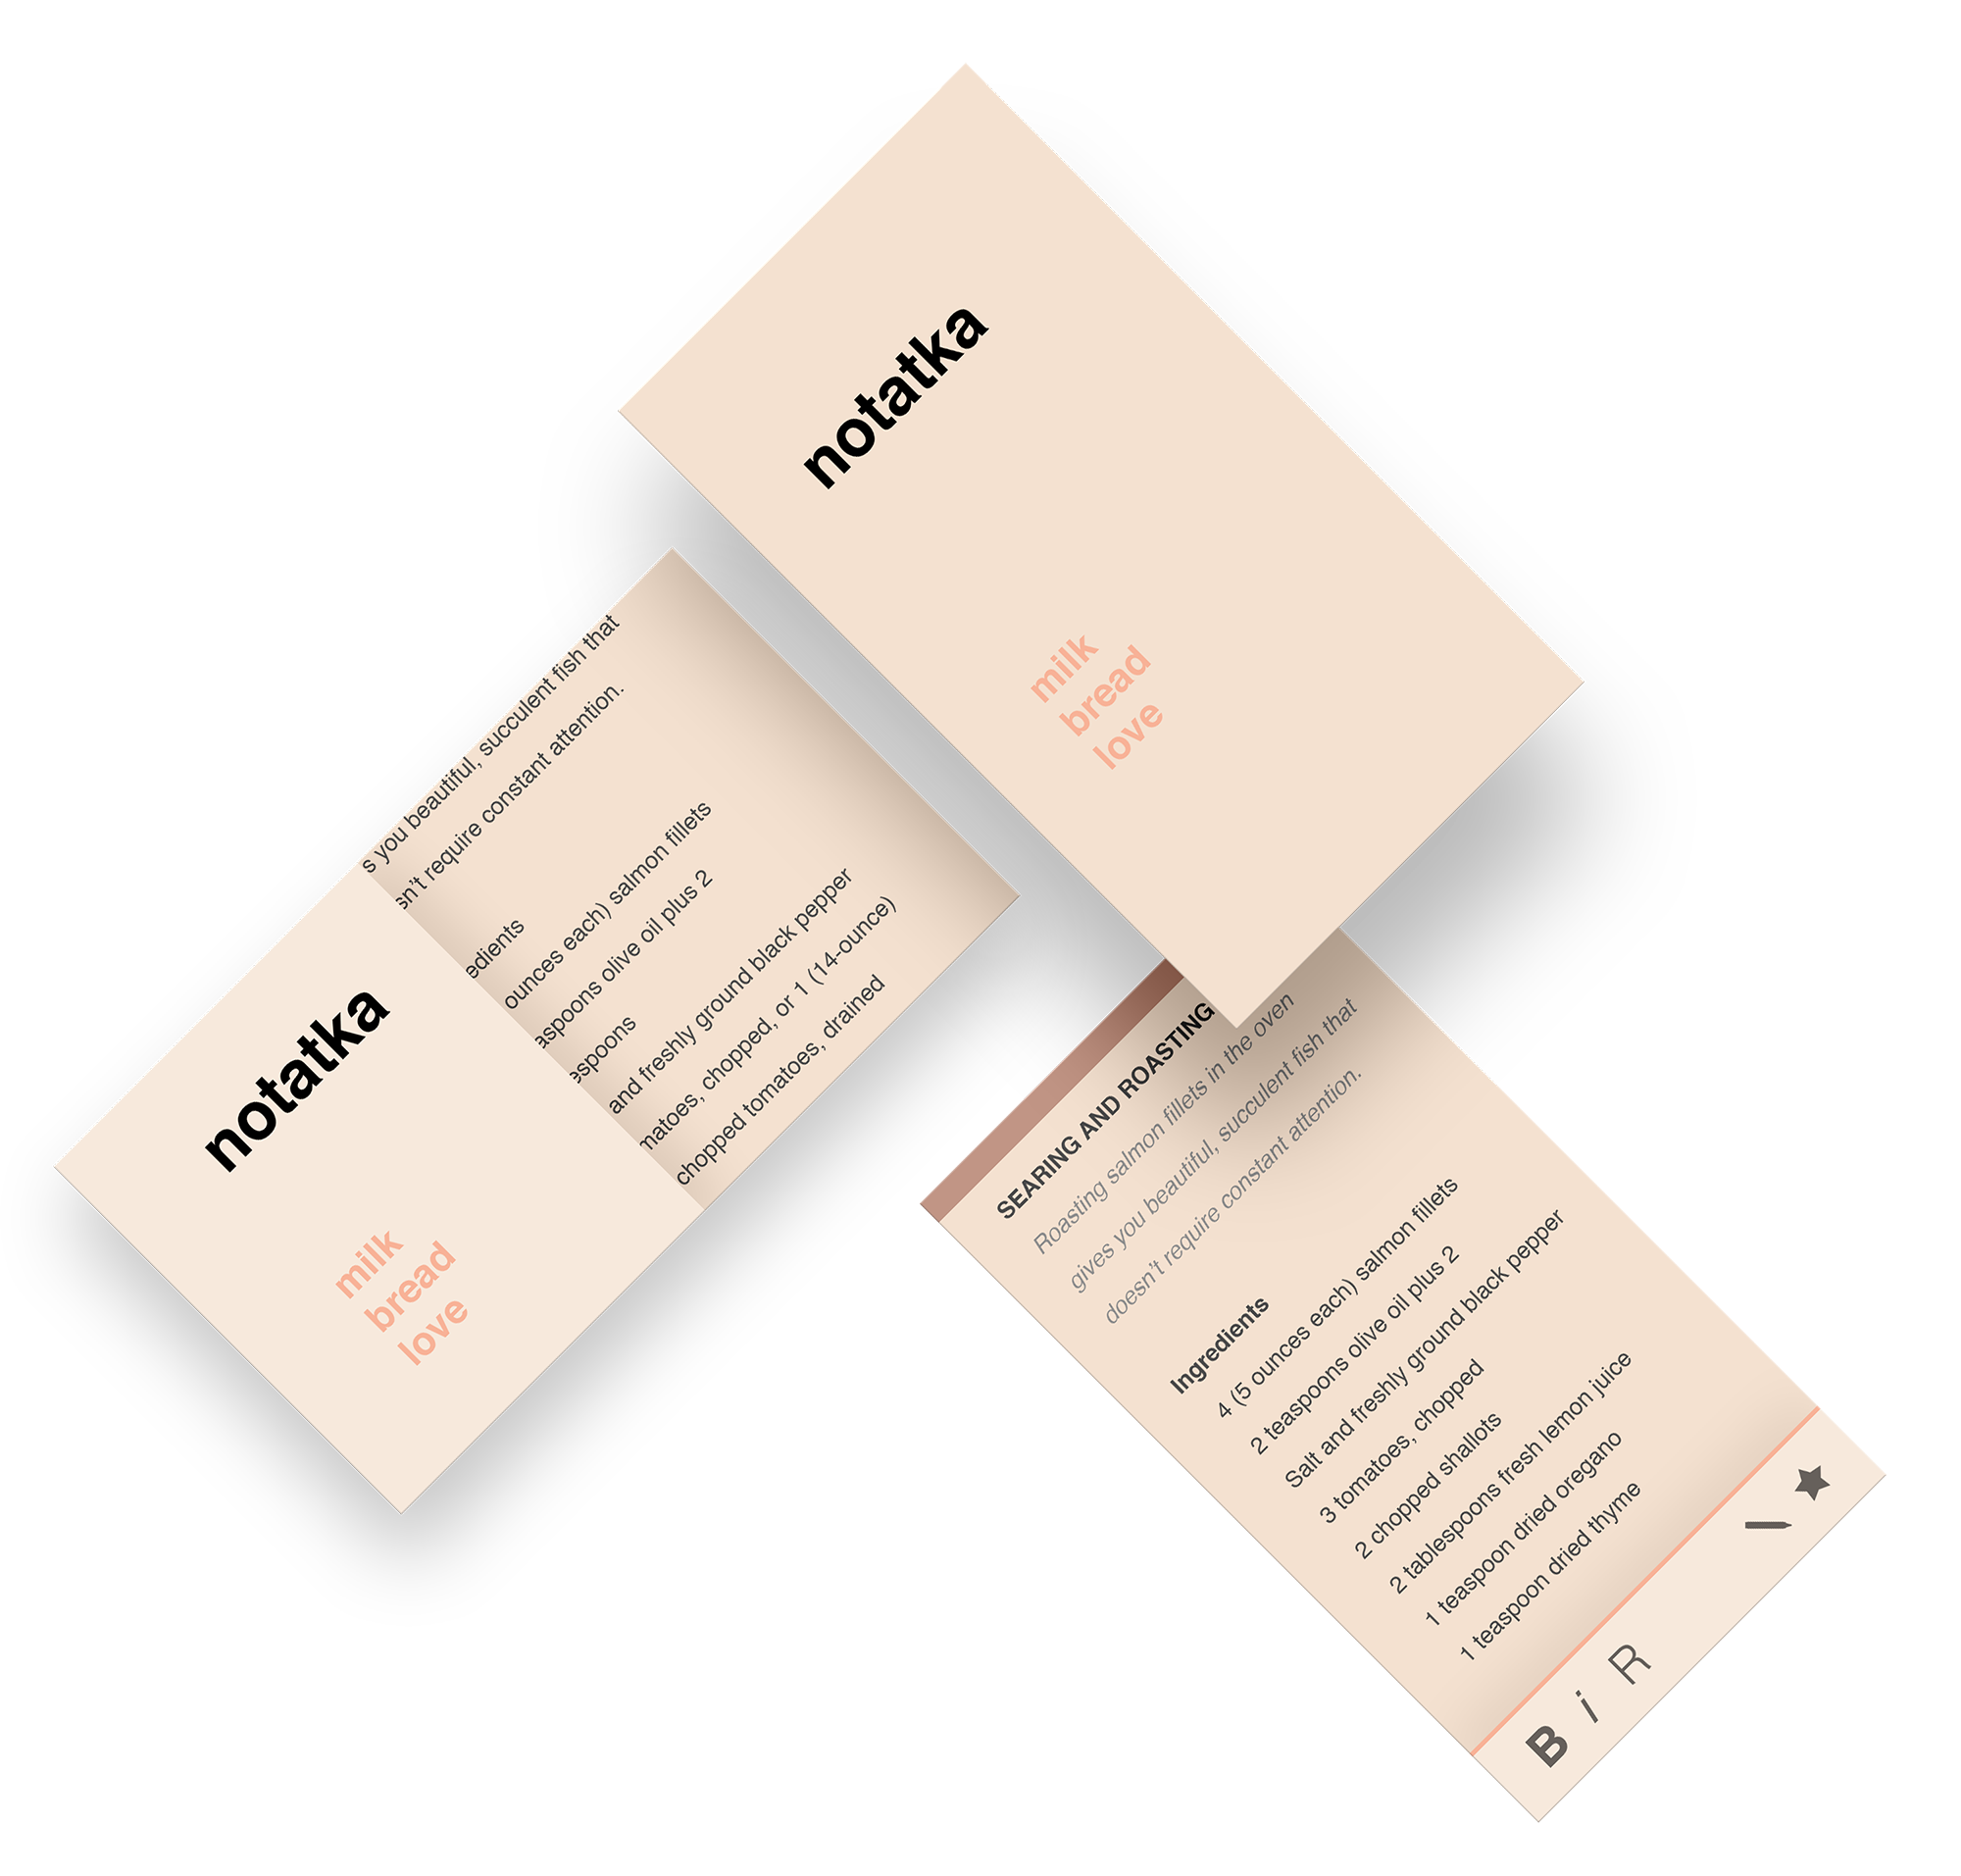 notatka
milk
bread
love
s you beautiful, succulent fish that
sn't require constant attention.
edients
ounces each) salmon fillets
aspoons olive oil plus 2
espoons
and freshly ground black pepper
matoes, chopped, or 1 (14-ounce)
chopped tomatoes, drained
notatka
milk
bread
love
SEARING AND ROASTING
Roasting salmon fillets in the oven
gives you beautiful, succulent fish that
doesn't require constant attention.
Ingredients
4 (5 ounces each) salmon fillets
2 teaspoons olive oil plus 2
Salt and freshly ground black pepper
3 tomatoes, chopped
2 chopped shallots
2 tablespoons fresh lemon juice
1 teaspoon dried oregano
1 teaspoon dried thyme
B i R